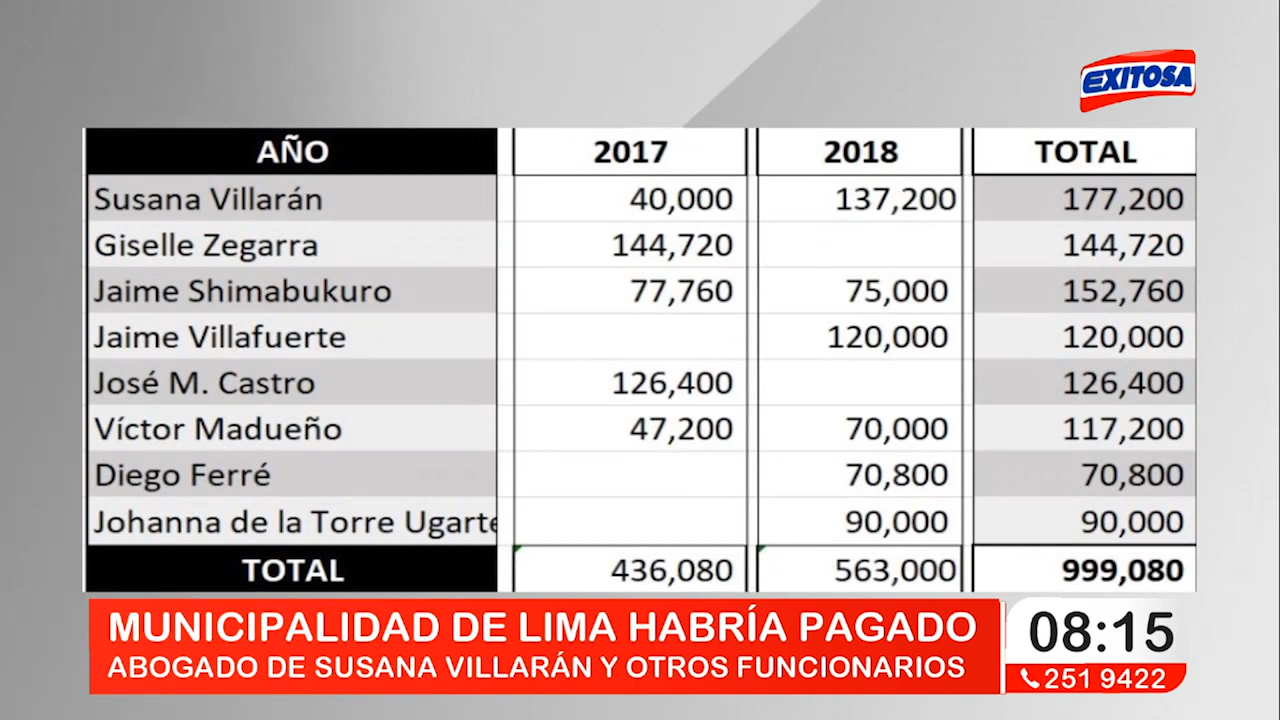 EXITOSA
AÑO 2017 2018 TOTAL
Susana Villarán 40,000 137,200 177,200
Giselle Zegarra 144,720 144,720
Jaime Shimabukuro 77,760 75,000 152,760
Jaime Villafuerte 120,000 120,000
José M. Castro 126,400 126,400
Víctor Madueño 47,200 70,000 117,200
Diego Ferré 70,800 70,800
Johanna de la Torre Ugarte 90,000 90,000
TOTAL 436,080 563,000 999,080
MUNICIPALIDAD DE LIMA HABRÍA PAGADO
ABOGADO DE SUSANA VILLARÁN Y OTROS FUNCIONARIOS
08:15
251 9422